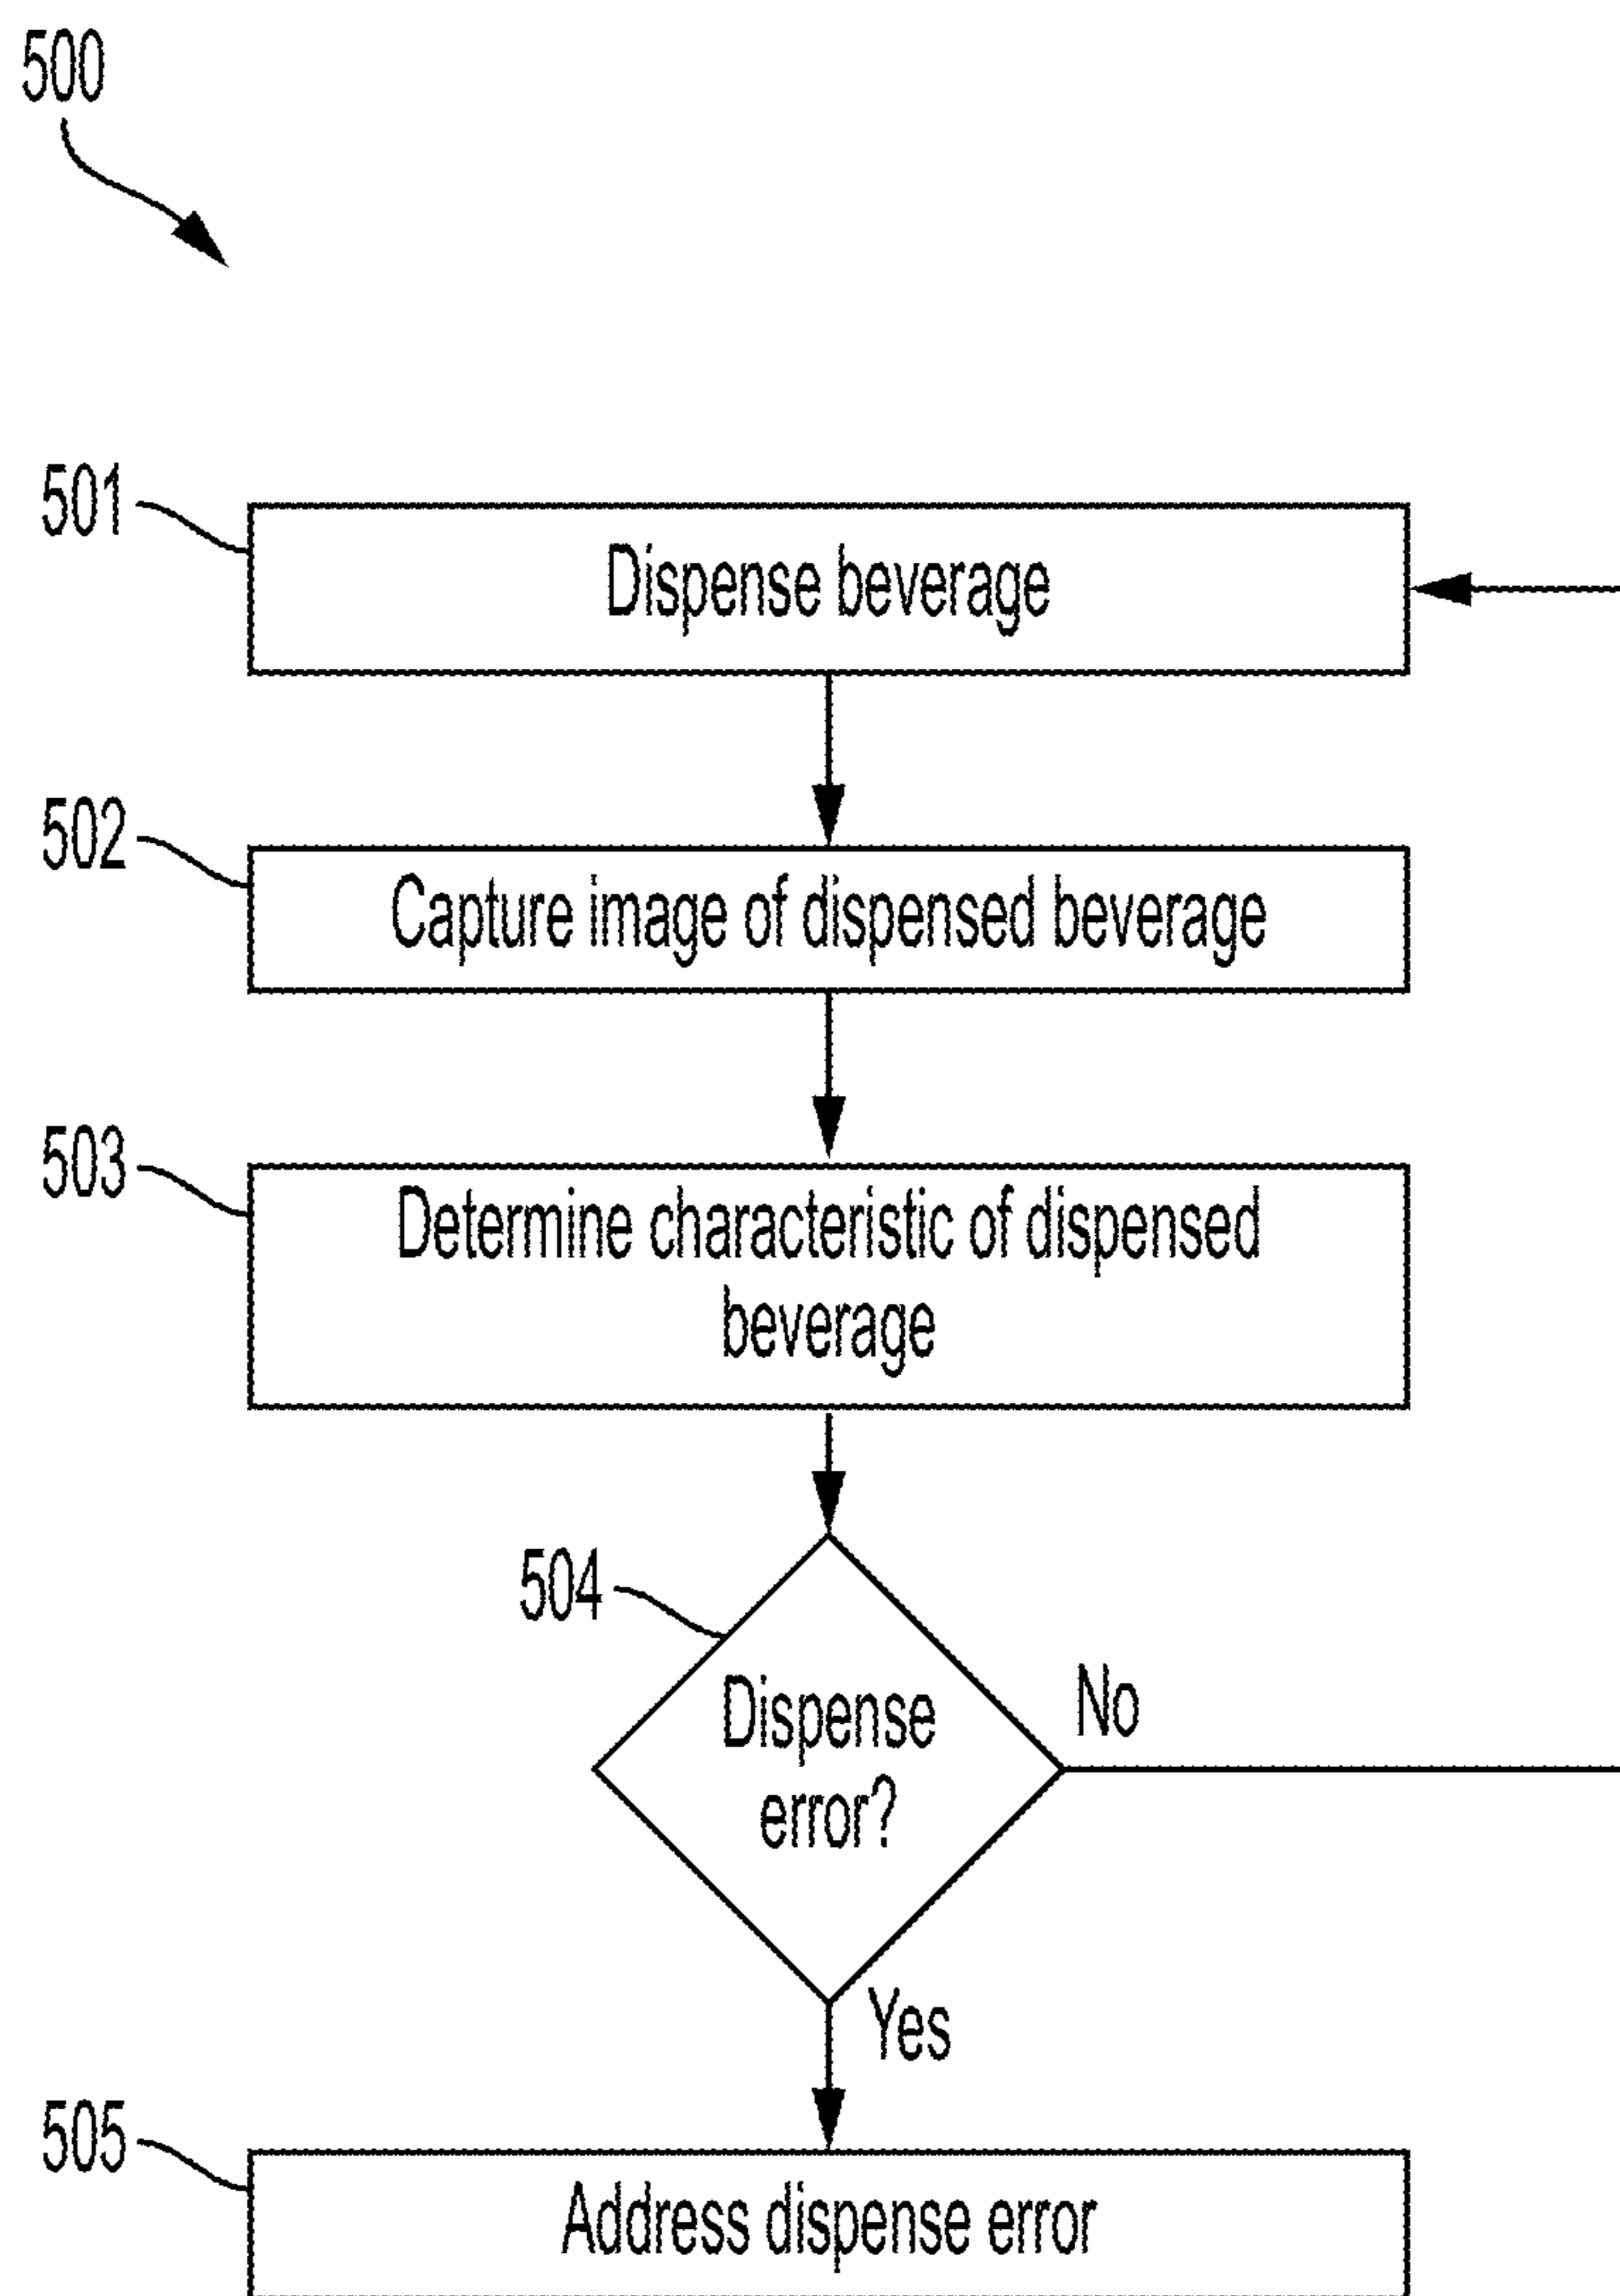 500
501
Dispense beverage
502
Capture image of dispensed beverage
503
Determine characteristic of dispensed
beverage
504
Dispense
error?
No
Yes
505
Address dispense error